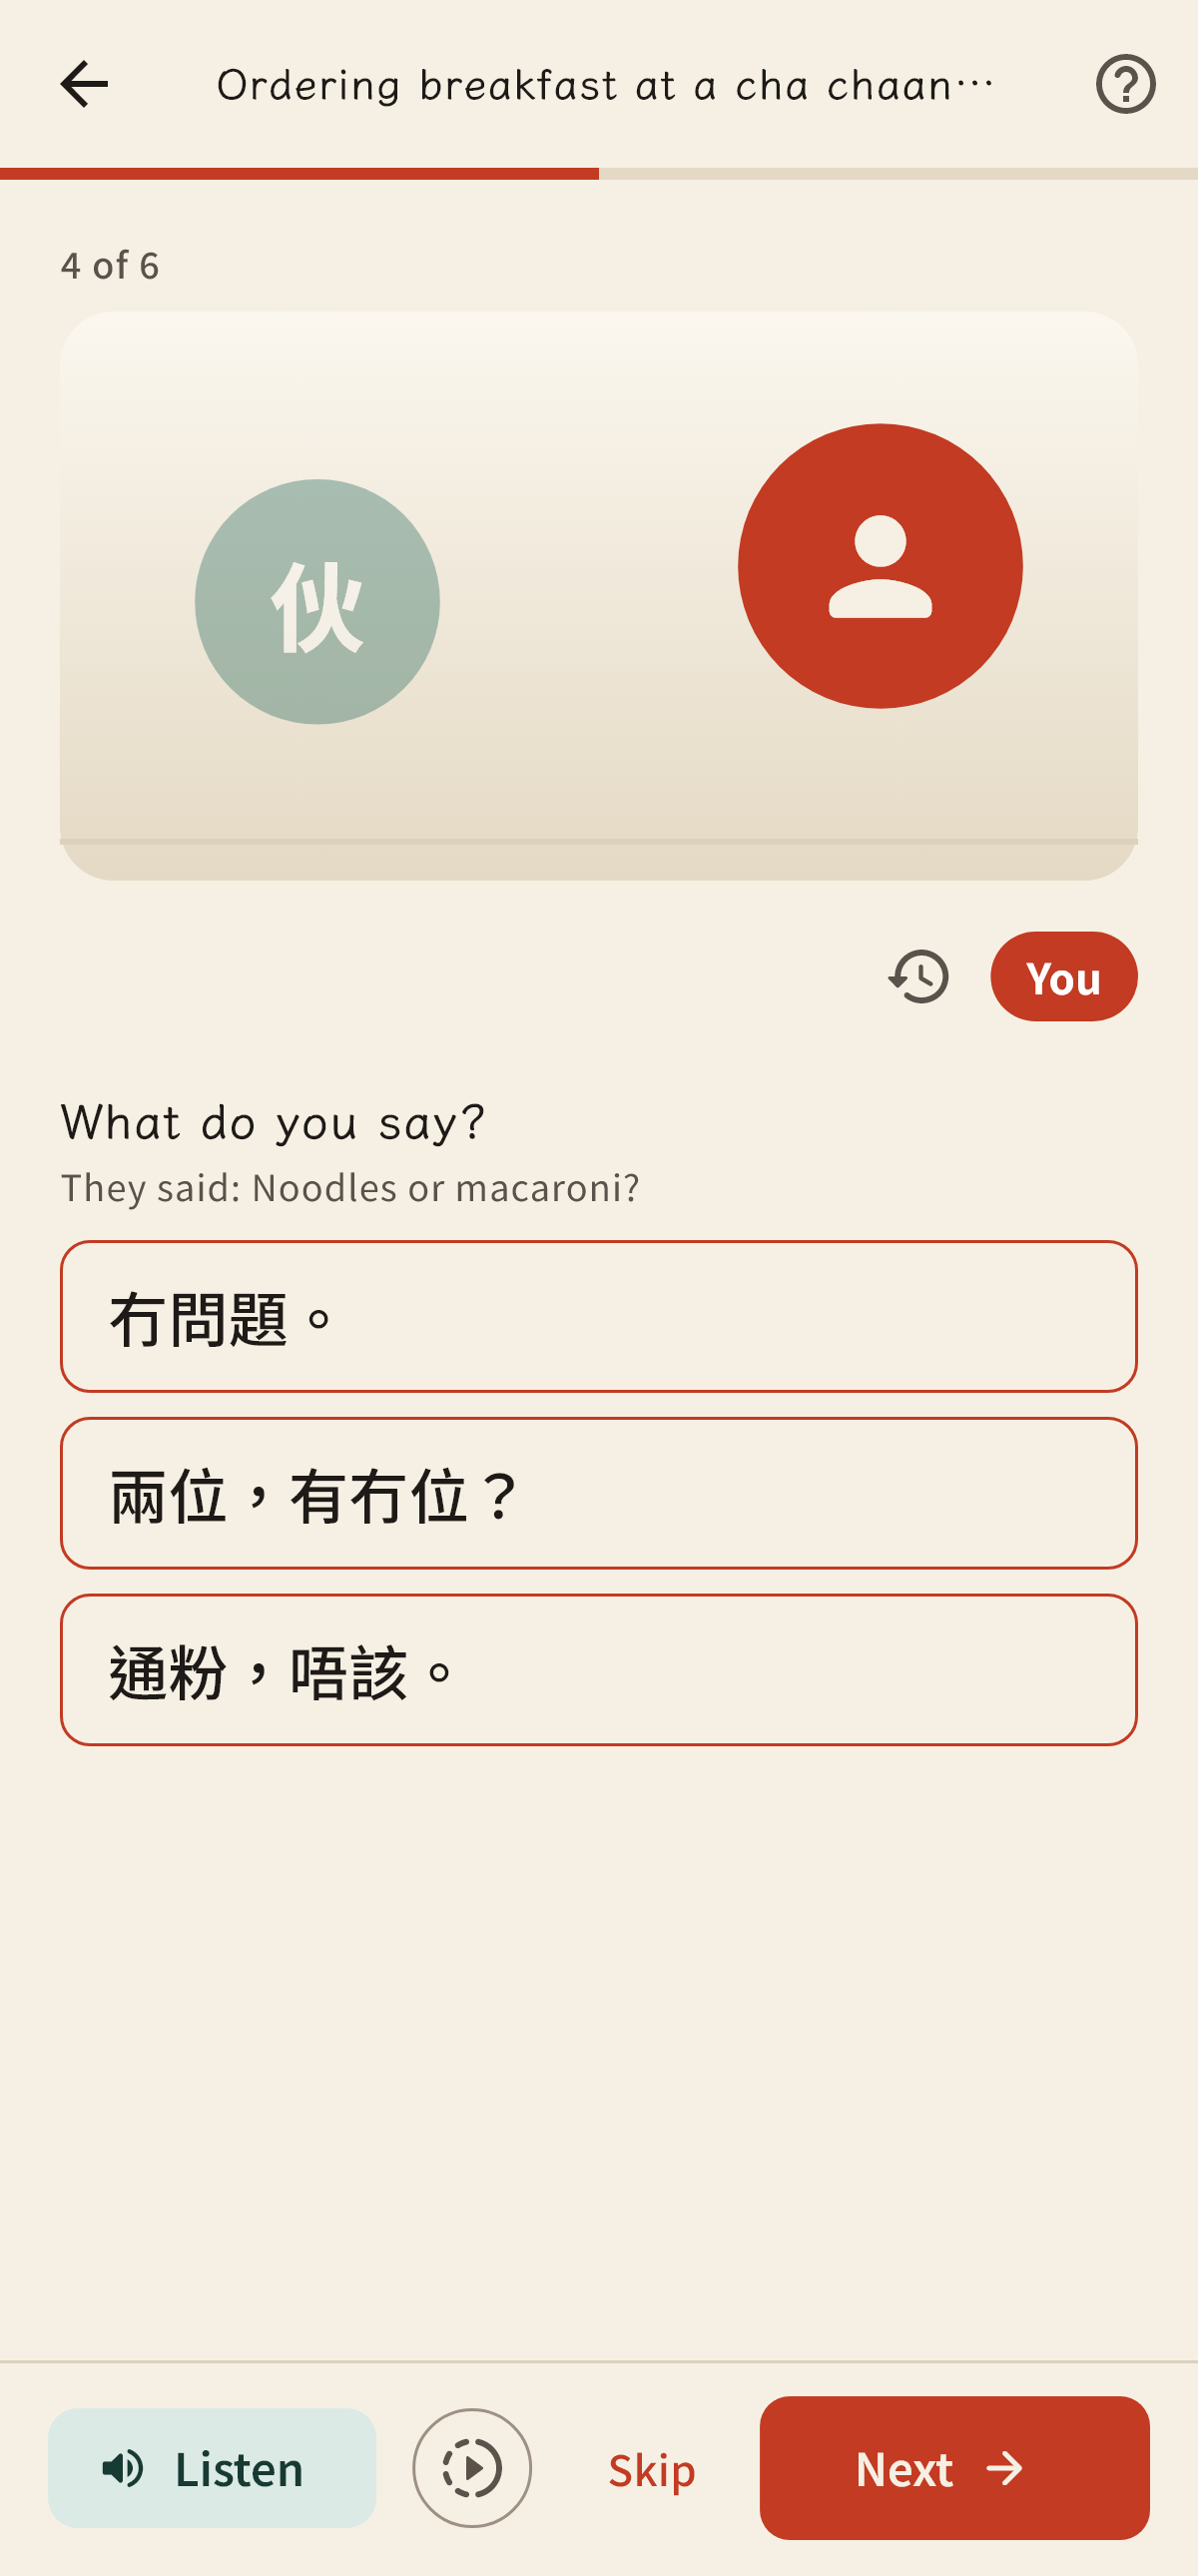 Ordering breakfast at a cha chaan…
4 of 6
伙
You
What do you say?
They said: Noodles or macaroni?
冇問題。
兩位，有冇位？
通粉，唔該。
Listen
Skip
Next